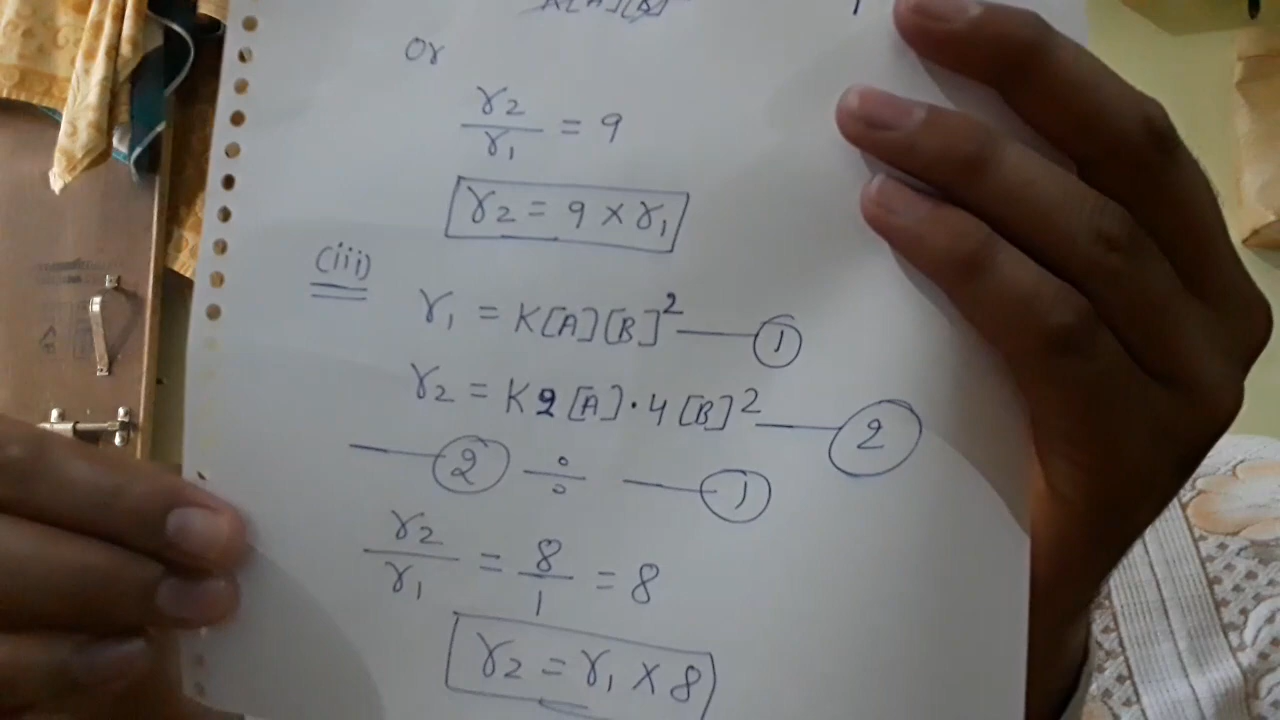 K[A][B]
Or
r2/r1 = 9
r2 = 9 × r1
(iii)
r1 = K[A][B]² — 1
r2 = K2[A]·4[B]² — 2
— 2 ÷ — 1
r2/r1 = 8/1 = 8
r2 = r1 × 8